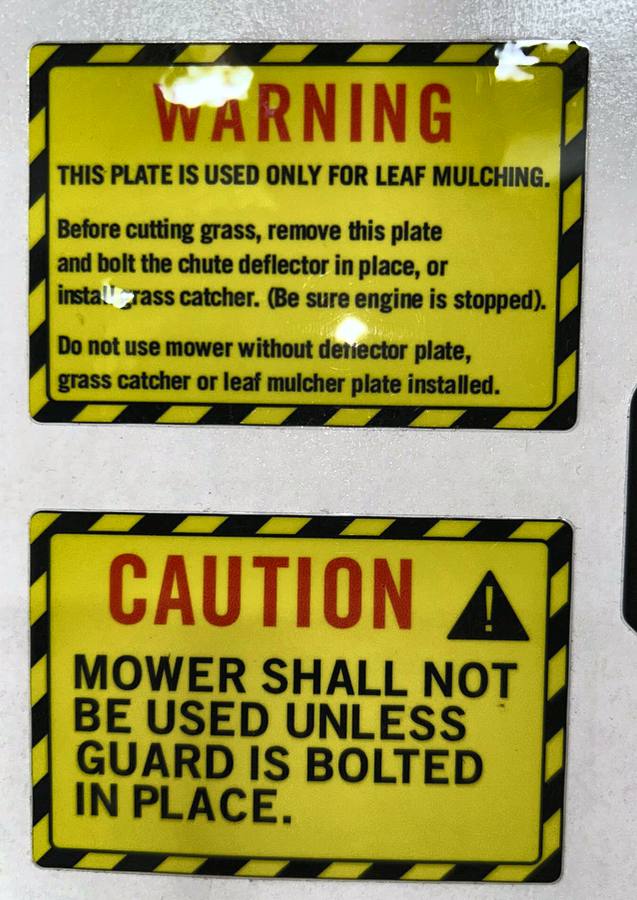 WARNING
THIS PLATE IS USED ONLY FOR LEAF MULCHING.
Before cutting grass, remove this plate
and bolt the chute deflector in place, or
install grass catcher. (Be sure engine is stopped).
Do not use mower without deflector plate,
grass catcher or leaf mulcher plate installed.
CAUTION
MOWER SHALL NOT
BE USED UNLESS
GUARD IS BOLTED
IN PLACE.